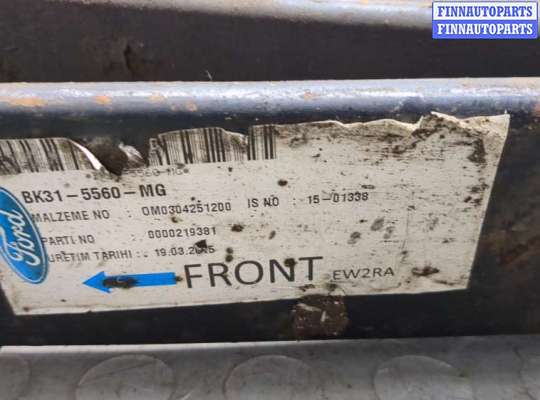 FINNAUTOPARTS
FINNAUTOPARTS
BK31-5560-MG
MALZEME NO : OM0304251200 IS NO : 15-01338
PARTI NO : 0000219381
URETIM TARIHI : 19.03.2015
Ford
FRONT EW2RA